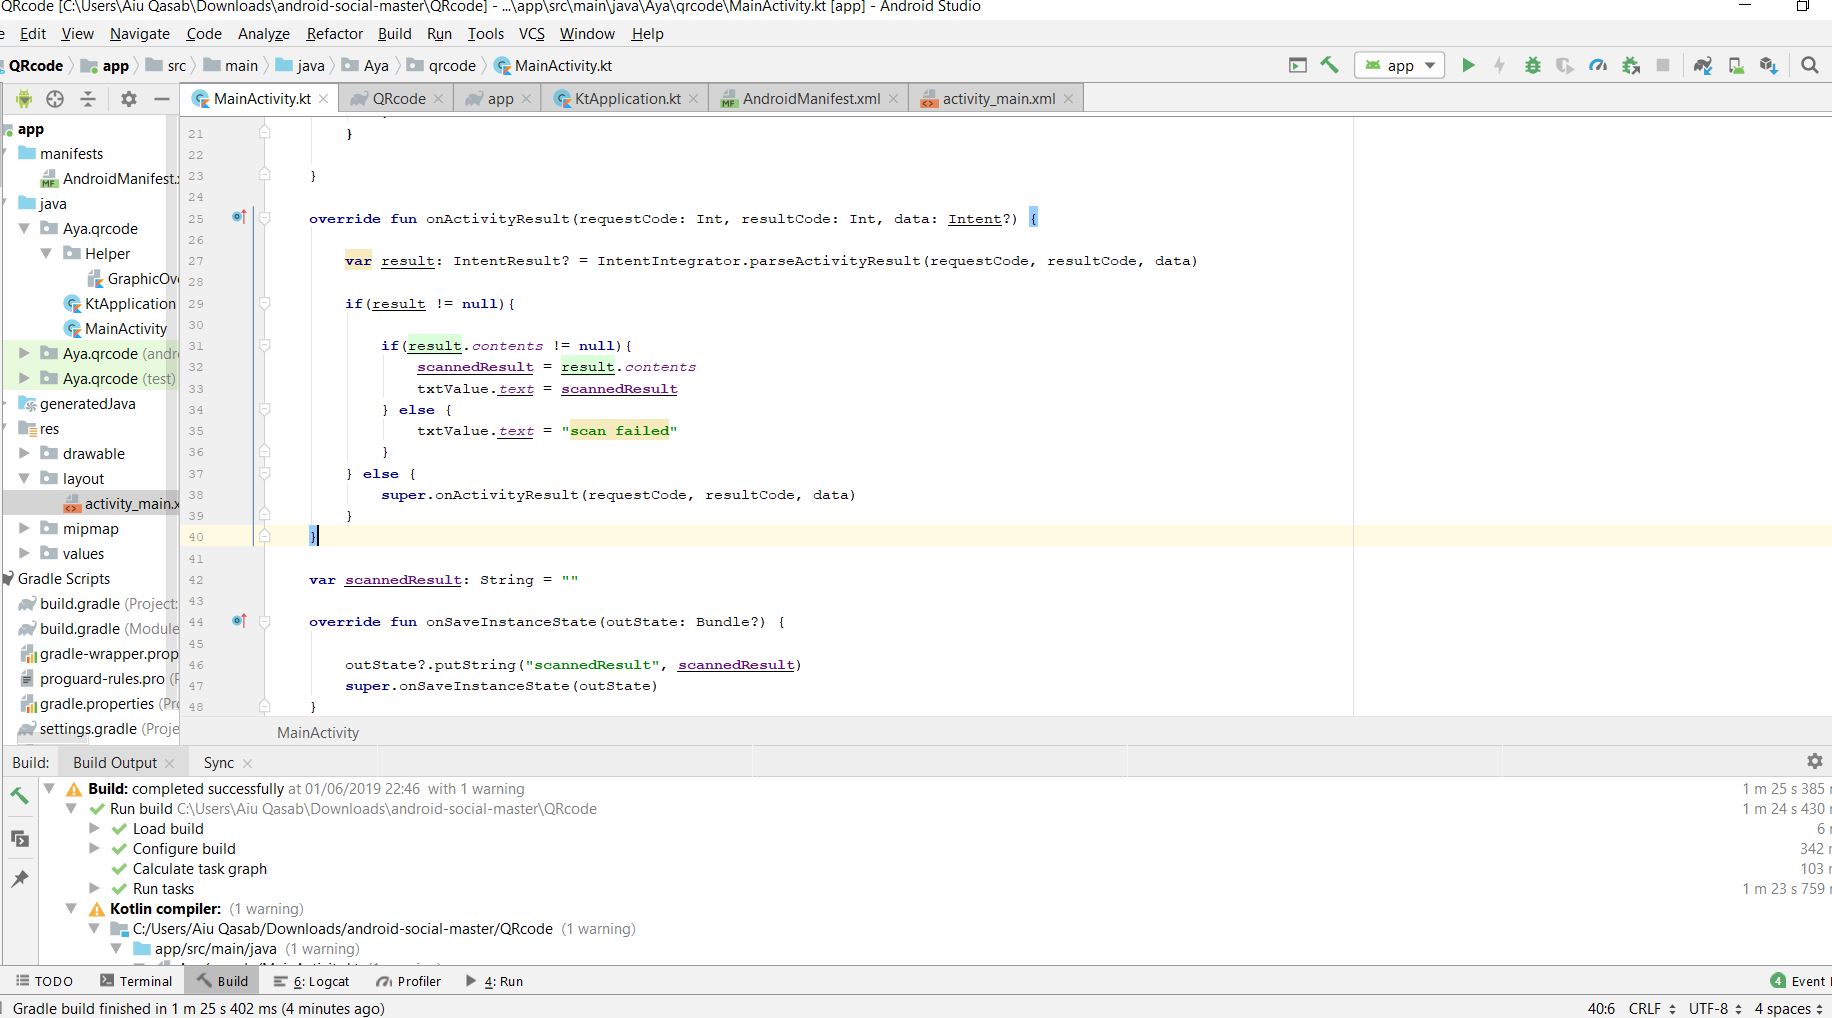 QRcode [C:\Users\Aiu Qasab\Downloads\android-social-master\QRcode] - ...\app\src\main\java\Aya\qrcode\MainActivity.kt [app] - Android Studio
Edit View Navigate Code Analyze Refactor Build Run Tools VCS Window Help
QRcode app src main java Aya qrcode MainActivity.kt app
MainActivity.kt QRcode app KtApplication.kt AndroidManifest.xml activity_main.xml
app
manifests
AndroidManifest.
java
Aya.qrcode
Helper
GraphicOv
KtApplication
MainActivity
Aya.qrcode (andr
Aya.qrcode (test)
generatedJava
res
drawable
layout
activity_main.x
mipmap
values
Gradle Scripts
build.gradle (Project:
build.gradle (Module
gradle-wrapper.prop
proguard-rules.pro (P
gradle.properties (Pro
settings.gradle (Proje
21 }
22
23 }
24
25 override fun onActivityResult(requestCode: Int, resultCode: Int, data: Intent?) {
26
27 var result: IntentResult? = IntentIntegrator.parseActivityResult(requestCode, resultCode, data)
28
29 if(result != null){
30
31 if(result.contents != null){
32 scannedResult = result.contents
33 txtValue.text = scannedResult
34 } else {
35 txtValue.text = "scan failed"
36 }
37 } else {
38 super.onActivityResult(requestCode, resultCode, data)
39 }
40 }
41
42 var scannedResult: String = ""
43
44 override fun onSaveInstanceState(outState: Bundle?) {
45
46 outState?.putString("scannedResult", scannedResult)
47 super.onSaveInstanceState(outState)
48 }
MainActivity
Build: Build Output Sync
Build: completed successfully at 01/06/2019 22:46 with 1 warning 1 m 25 s 385
Run build C:\Users\Aiu Qasab\Downloads\android-social-master\QRcode 1 m 24 s 430
Load build 6
Configure build 342
Calculate task graph 103
Run tasks 1 m 23 s 759
Kotlin compiler: (1 warning)
C:/Users/Aiu Qasab/Downloads/android-social-master/QRcode (1 warning)
app/src/main/java (1 warning)
TODO Terminal Build 6: Logcat Profiler 4: Run 4 Event
Gradle build finished in 1 m 25 s 402 ms (4 minutes ago) 40:6 CRLF UTF-8 4 spaces